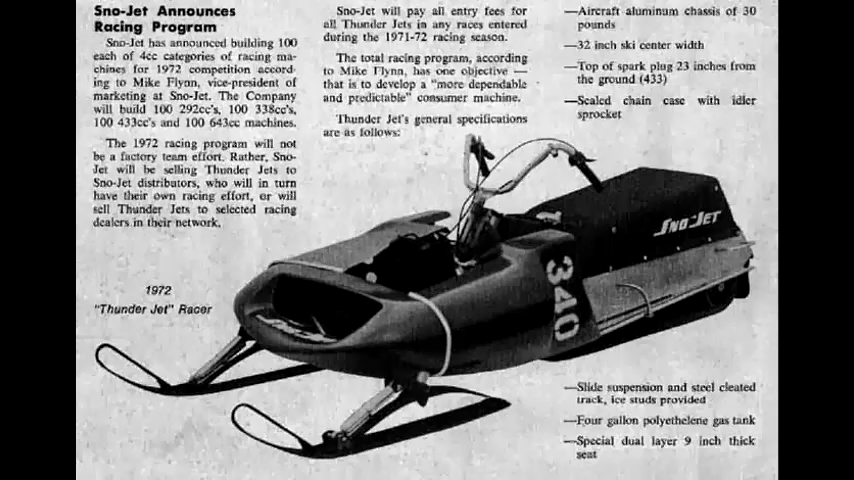 Sno-Jet Announces
Racing Program
Sno-Jet has announced building 100
each of 4cc categories of racing ma-
chines for 1972 competition accord-
ing to Mike Flynn, vice-president of
marketing at Sno-Jet. The Company
will build 100 292cc's, 100 338cc's,
100 433cc's and 100 643cc machines.
The 1972 racing program will not
be a factory team effort. Rather, Sno-
Jet will be selling Thunder Jets to
Sno-Jet distributors, who will in turn
have their own racing effort, or will
sell Thunder Jets to selected racing
dealers in their network.
1972
"Thunder Jet" Racer
Sno-Jet will pay all entry fees for
all Thunder Jets in any races entered
during the 1971-72 racing season.
The total racing program, according
to Mike Flynn, has one objective —
that is to develop a "more dependable
and predictable" consumer machine.
Thunder Jet's general specifications
are as follows:
—Aircraft aluminum chassis of 30
pounds
—32 inch ski center width
—Top of spark plug 23 inches from
the ground (433)
—Sealed chain case with idler
sprocket
SNO-JET
340
SNO-JET
—Slide suspension and steel cleated
track, ice studs provided
—Four gallon polyethelene gas tank
—Special dual layer 9 inch thick
seat